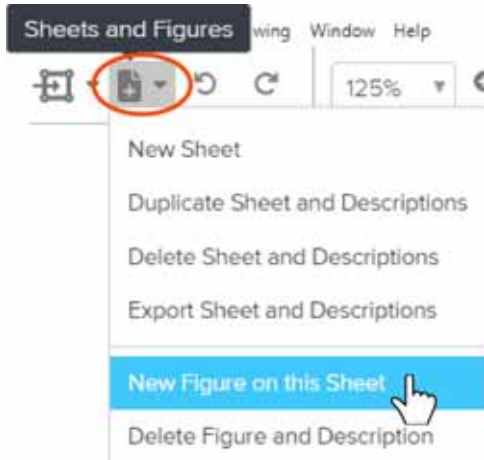 Sheets and Figures wing Window Help
125%
New Sheet
Duplicate Sheet and Descriptions
Delete Sheet and Descriptions
Export Sheet and Descriptions
New Figure on this Sheet
Delete Figure and Description